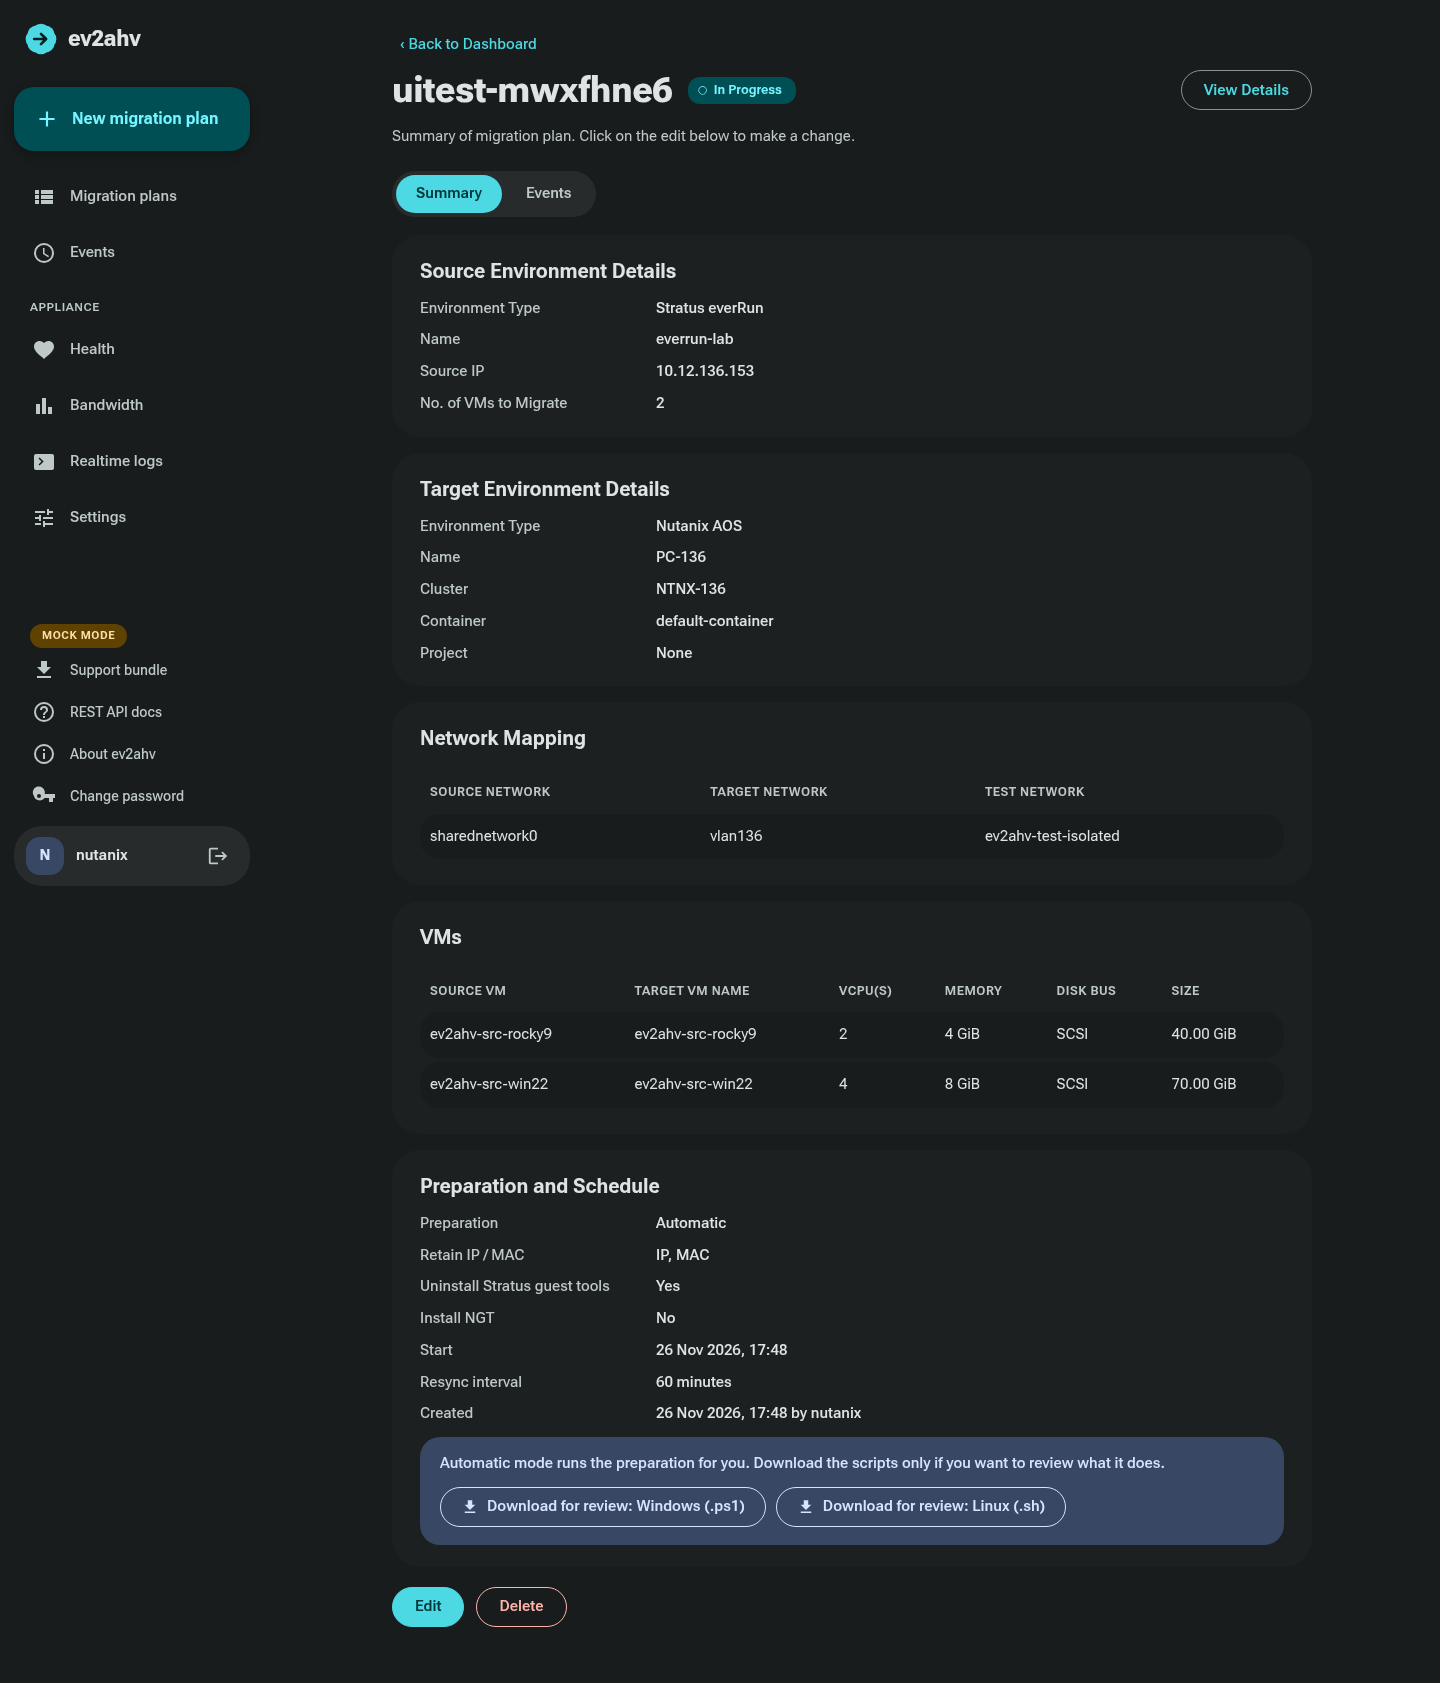 ev2ahv
New migration plan
Migration plans
Events
APPLIANCE
Health
Bandwidth
Realtime logs
Settings
MOCK MODE
Support bundle
REST API docs
About ev2ahv
Change password
N nutanix
‹ Back to Dashboard
uitest-mwxfhne6 In Progress View Details
Summary of migration plan. Click on the edit below to make a change.
Summary Events
Source Environment Details
Environment Type Stratus everRun
Name everrun-lab
Source IP 10.12.136.153
No. of VMs to Migrate 2
Target Environment Details
Environment Type Nutanix AOS
Name PC-136
Cluster NTNX-136
Container default-container
Project None
Network Mapping
SOURCE NETWORK TARGET NETWORK TEST NETWORK
sharednetwork0 vlan136 ev2ahv-test-isolated
VMs
SOURCE VM TARGET VM NAME VCPU(S) MEMORY DISK BUS SIZE
ev2ahv-src-rocky9 ev2ahv-src-rocky9 2 4 GiB SCSI 40.00 GiB
ev2ahv-src-win22 ev2ahv-src-win22 4 8 GiB SCSI 70.00 GiB
Preparation and Schedule
Preparation Automatic
Retain IP / MAC IP, MAC
Uninstall Stratus guest tools Yes
Install NGT No
Start 26 Nov 2026, 17:48
Resync interval 60 minutes
Created 26 Nov 2026, 17:48 by nutanix
Automatic mode runs the preparation for you. Download the scripts only if you want to review what it does.
Download for review: Windows (.ps1) Download for review: Linux (.sh)
Edit Delete